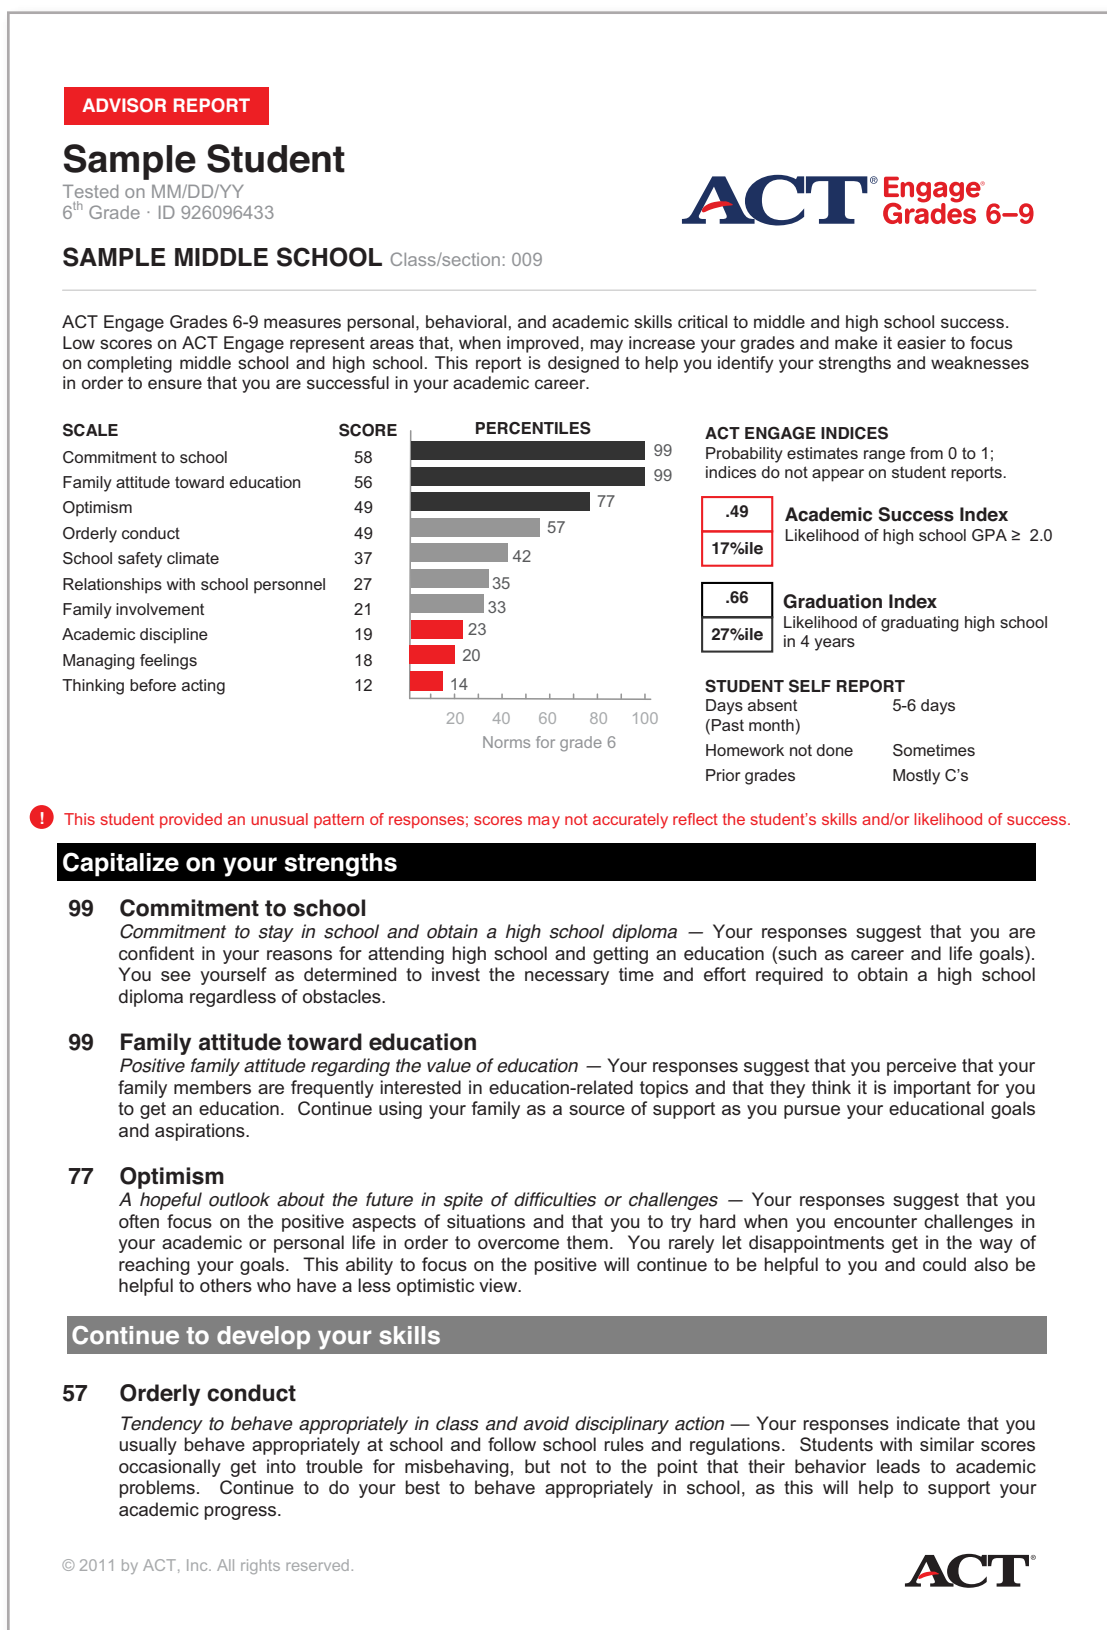 ADVISOR REPORT
Sample Student
Tested on MM/DD/YY
6th Grade · ID 926096433
ACT® Engage®
Grades 6–9
SAMPLE MIDDLE SCHOOL Class/section: 009
ACT Engage Grades 6-9 measures personal, behavioral, and academic skills critical to middle and high school success.
Low scores on ACT Engage represent areas that, when improved, may increase your grades and make it easier to focus
on completing middle school and high school. This report is designed to help you identify your strengths and weaknesses
in order to ensure that you are successful in your academic career.
SCALE SCORE PERCENTILES
Commitment to school 58 99
Family attitude toward education 56 99
Optimism 49 77
Orderly conduct 49 57
School safety climate 37 42
Relationships with school personnel 27 35
Family involvement 21 33
Academic discipline 19 23
Managing feelings 18 20
Thinking before acting 12 14
20 40 60 80 100
Norms for grade 6
ACT ENGAGE INDICES
Probability estimates range from 0 to 1;
indices do not appear on student reports.
.49
17%ile
Academic Success Index
Likelihood of high school GPA ≥ 2.0
.66
27%ile
Graduation Index
Likelihood of graduating high school
in 4 years
STUDENT SELF REPORT
Days absent 5-6 days
(Past month)
Homework not done Sometimes
Prior grades Mostly C's
! This student provided an unusual pattern of responses; scores may not accurately reflect the student's skills and/or likelihood of success.
Capitalize on your strengths
99 Commitment to school
Commitment to stay in school and obtain a high school diploma — Your responses suggest that you are
confident in your reasons for attending high school and getting an education (such as career and life goals).
You see yourself as determined to invest the necessary time and effort required to obtain a high school
diploma regardless of obstacles.
99 Family attitude toward education
Positive family attitude regarding the value of education — Your responses suggest that you perceive that your
family members are frequently interested in education-related topics and that they think it is important for you
to get an education. Continue using your family as a source of support as you pursue your educational goals
and aspirations.
77 Optimism
A hopeful outlook about the future in spite of difficulties or challenges — Your responses suggest that you
often focus on the positive aspects of situations and that you to try hard when you encounter challenges in
your academic or personal life in order to overcome them. You rarely let disappointments get in the way of
reaching your goals. This ability to focus on the positive will continue to be helpful to you and could also be
helpful to others who have a less optimistic view.
Continue to develop your skills
57 Orderly conduct
Tendency to behave appropriately in class and avoid disciplinary action — Your responses indicate that you
usually behave appropriately at school and follow school rules and regulations. Students with similar scores
occasionally get into trouble for misbehaving, but not to the point that their behavior leads to academic
problems. Continue to do your best to behave appropriately in school, as this will help to support your
academic progress.
© 2011 by ACT, Inc. All rights reserved.
ACT®